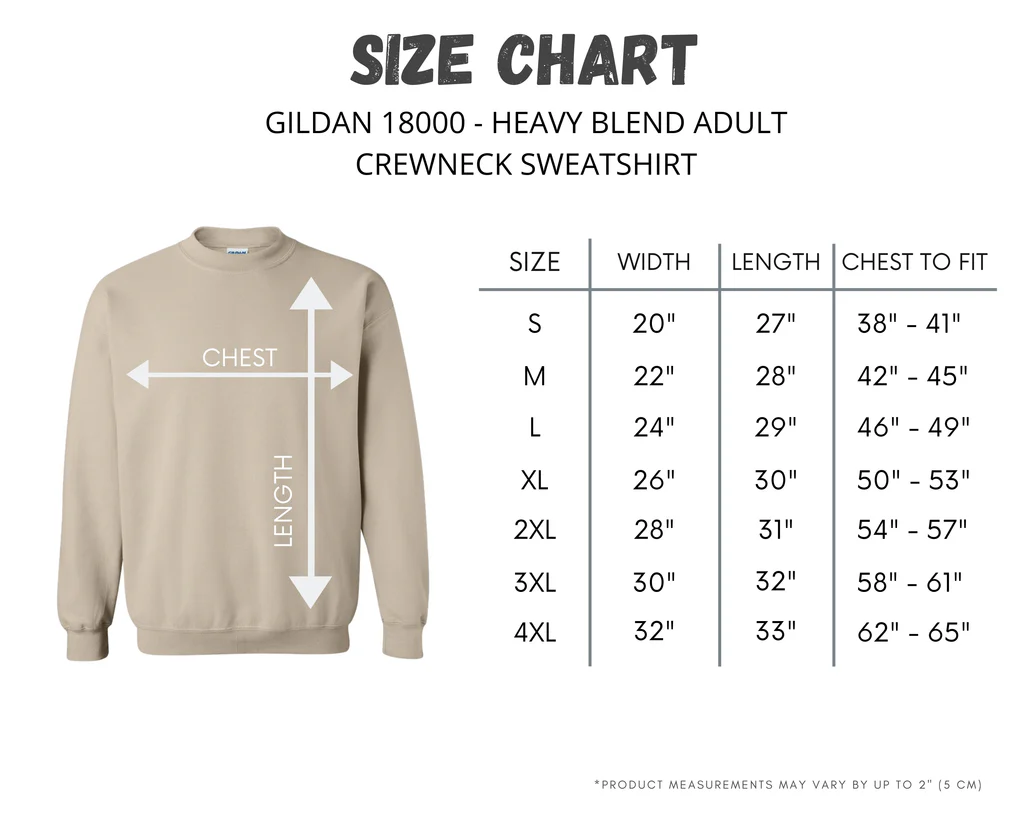 SIZE CHART
GILDAN 18000 - HEAVY BLEND ADULT
CREWNECK SWEATSHIRT
CHEST
LENGTH
SIZE WIDTH LENGTH CHEST TO FIT
S 20" 27" 38" - 41"
M 22" 28" 42" - 45"
L 24" 29" 46" - 49"
XL 26" 30" 50" - 53"
2XL 28" 31" 54" - 57"
3XL 30" 32" 58" - 61"
4XL 32" 33" 62" - 65"
*PRODUCT MEASUREMENTS MAY VARY BY UP TO 2" (5 CM)